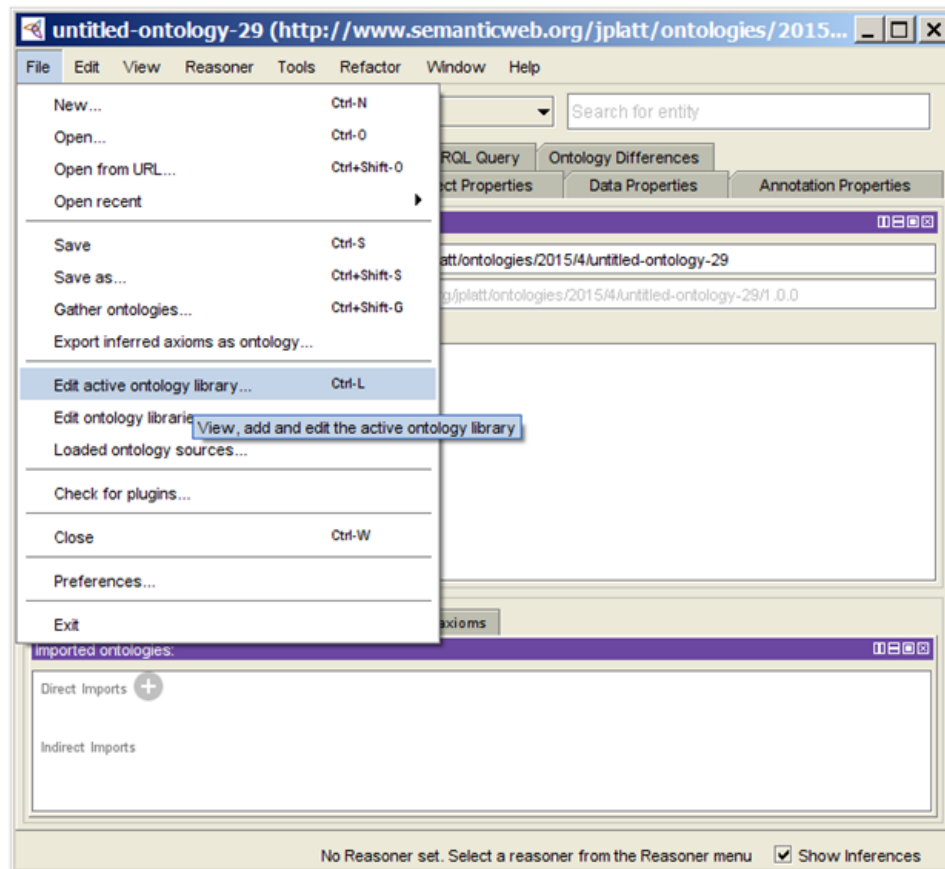 untitled-ontology-29 (http://www.semanticweb.org/jplatt/ontologies/2015...
File Edit View Reasoner Tools Refactor Window Help
New... Ctrl-N
Search for entity
Open... Ctrl-O
RQL Query Ontology Differences
Open from URL... Ctrl+Shift-O
ect Properties Data Properties Annotation Properties
Open recent
Save Ctrl-S
att/ontologies/2015/4/untitled-ontology-29
Save as... Ctrl+Shift-S
g/jplatt/ontologies/2015/4/untitled-ontology-29/1.0.0
Gather ontologies... Ctrl+Shift-G
Export inferred axioms as ontology...
Edit active ontology library... Ctrl-L
Edit ontology librarie
View, add and edit the active ontology library
Loaded ontology sources...
Check for plugins...
Close Ctrl-W
Preferences...
Exit
axioms
Imported ontologies:
Direct Imports
Indirect Imports
No Reasoner set. Select a reasoner from the Reasoner menu Show Inferences